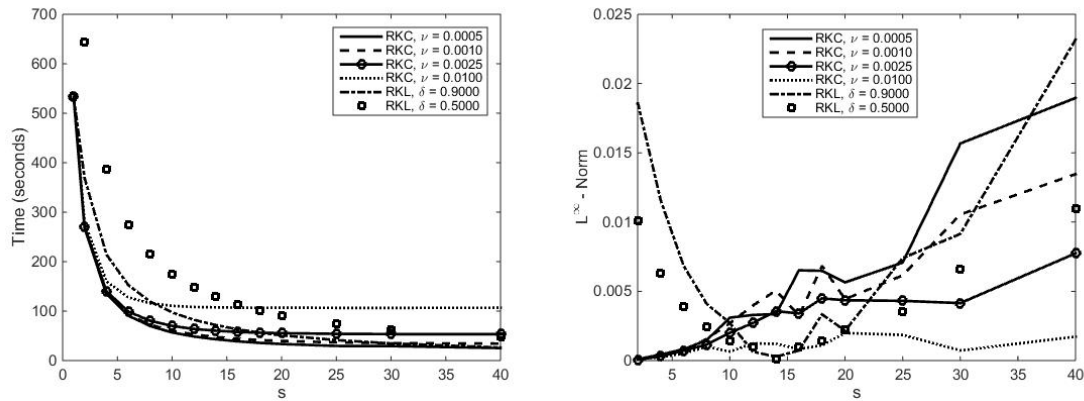 700
600
500
400
300
200
100
0
Time (seconds)
0 5 10 15 20 25 30 35 40
s
RKC, ν = 0.0005
RKC, ν = 0.0010
RKC, ν = 0.0025
RKC, ν = 0.0100
RKL, δ = 0.9000
RKL, δ = 0.5000
0.025
0.02
0.015
0.01
0.005
0
L∞ - Norm
5 10 15 20 25 30 35 40
s
RKC, ν = 0.0005
RKC, ν = 0.0010
RKC, ν = 0.0025
RKC, ν = 0.0100
RKL, δ = 0.9000
RKL, δ = 0.5000